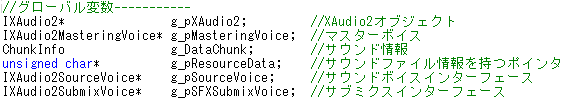 //グローバル変数-----------
IXAudio2* g_pXAudio2; //XAudio2オブジェクト
IXAudio2MasteringVoice* g_pMasteringVoice; //マスターボイス
ChunkInfo g_DataChunk; //サウンド情報
unsigned char* g_pResourceData; //サウンドファイル情報を持つポインタ
IXAudio2SourceVoice* g_pSourceVoice; //サウンドボイスインターフェース
IXAudio2SubmixVoice* g_pSFXSubmixVoice; //サブミクスインターフェース